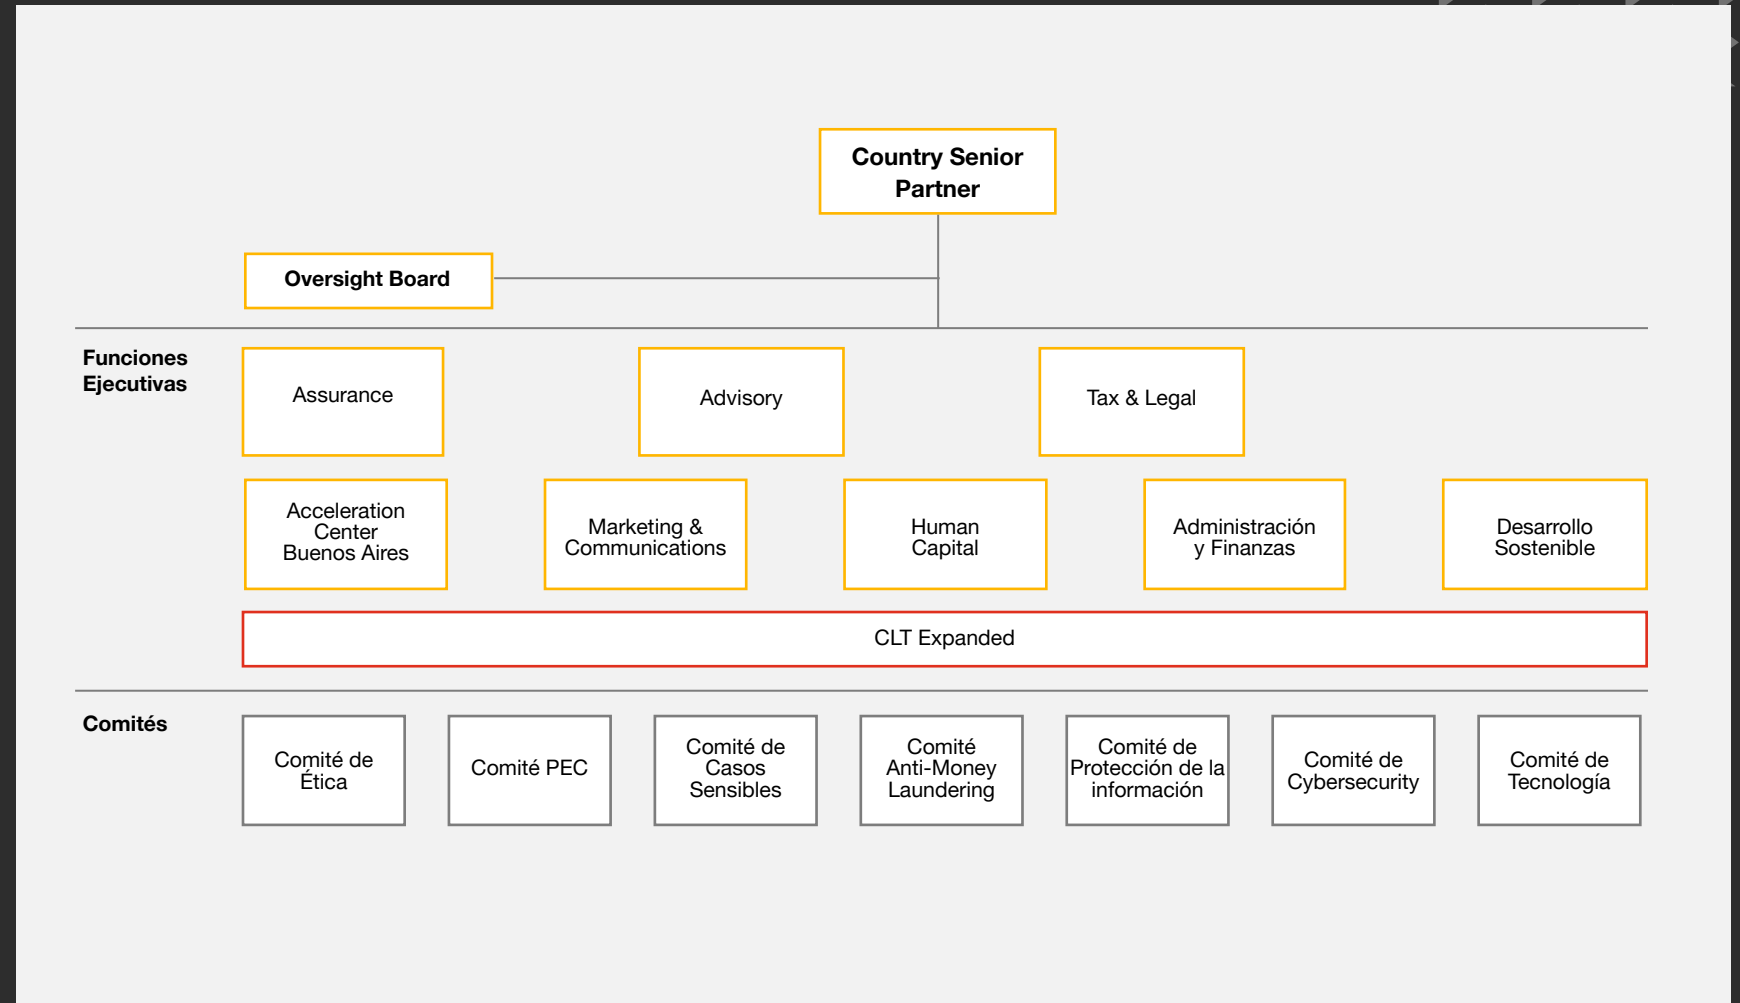 Country Senior
Partner
Oversight Board
Funciones
Ejecutivas
Assurance
Advisory
Tax & Legal
Acceleration
Center
Buenos Aires
Marketing &
Communications
Human
Capital
Administración
y Finanzas
Desarrollo
Sostenible
CLT Expanded
Comités
Comité de
Ética
Comité PEC
Comité de
Casos
Sensibles
Comité
Anti-Money
Laundering
Comité de
Protección de la
información
Comité de
Cybersecurity
Comité de
Tecnología